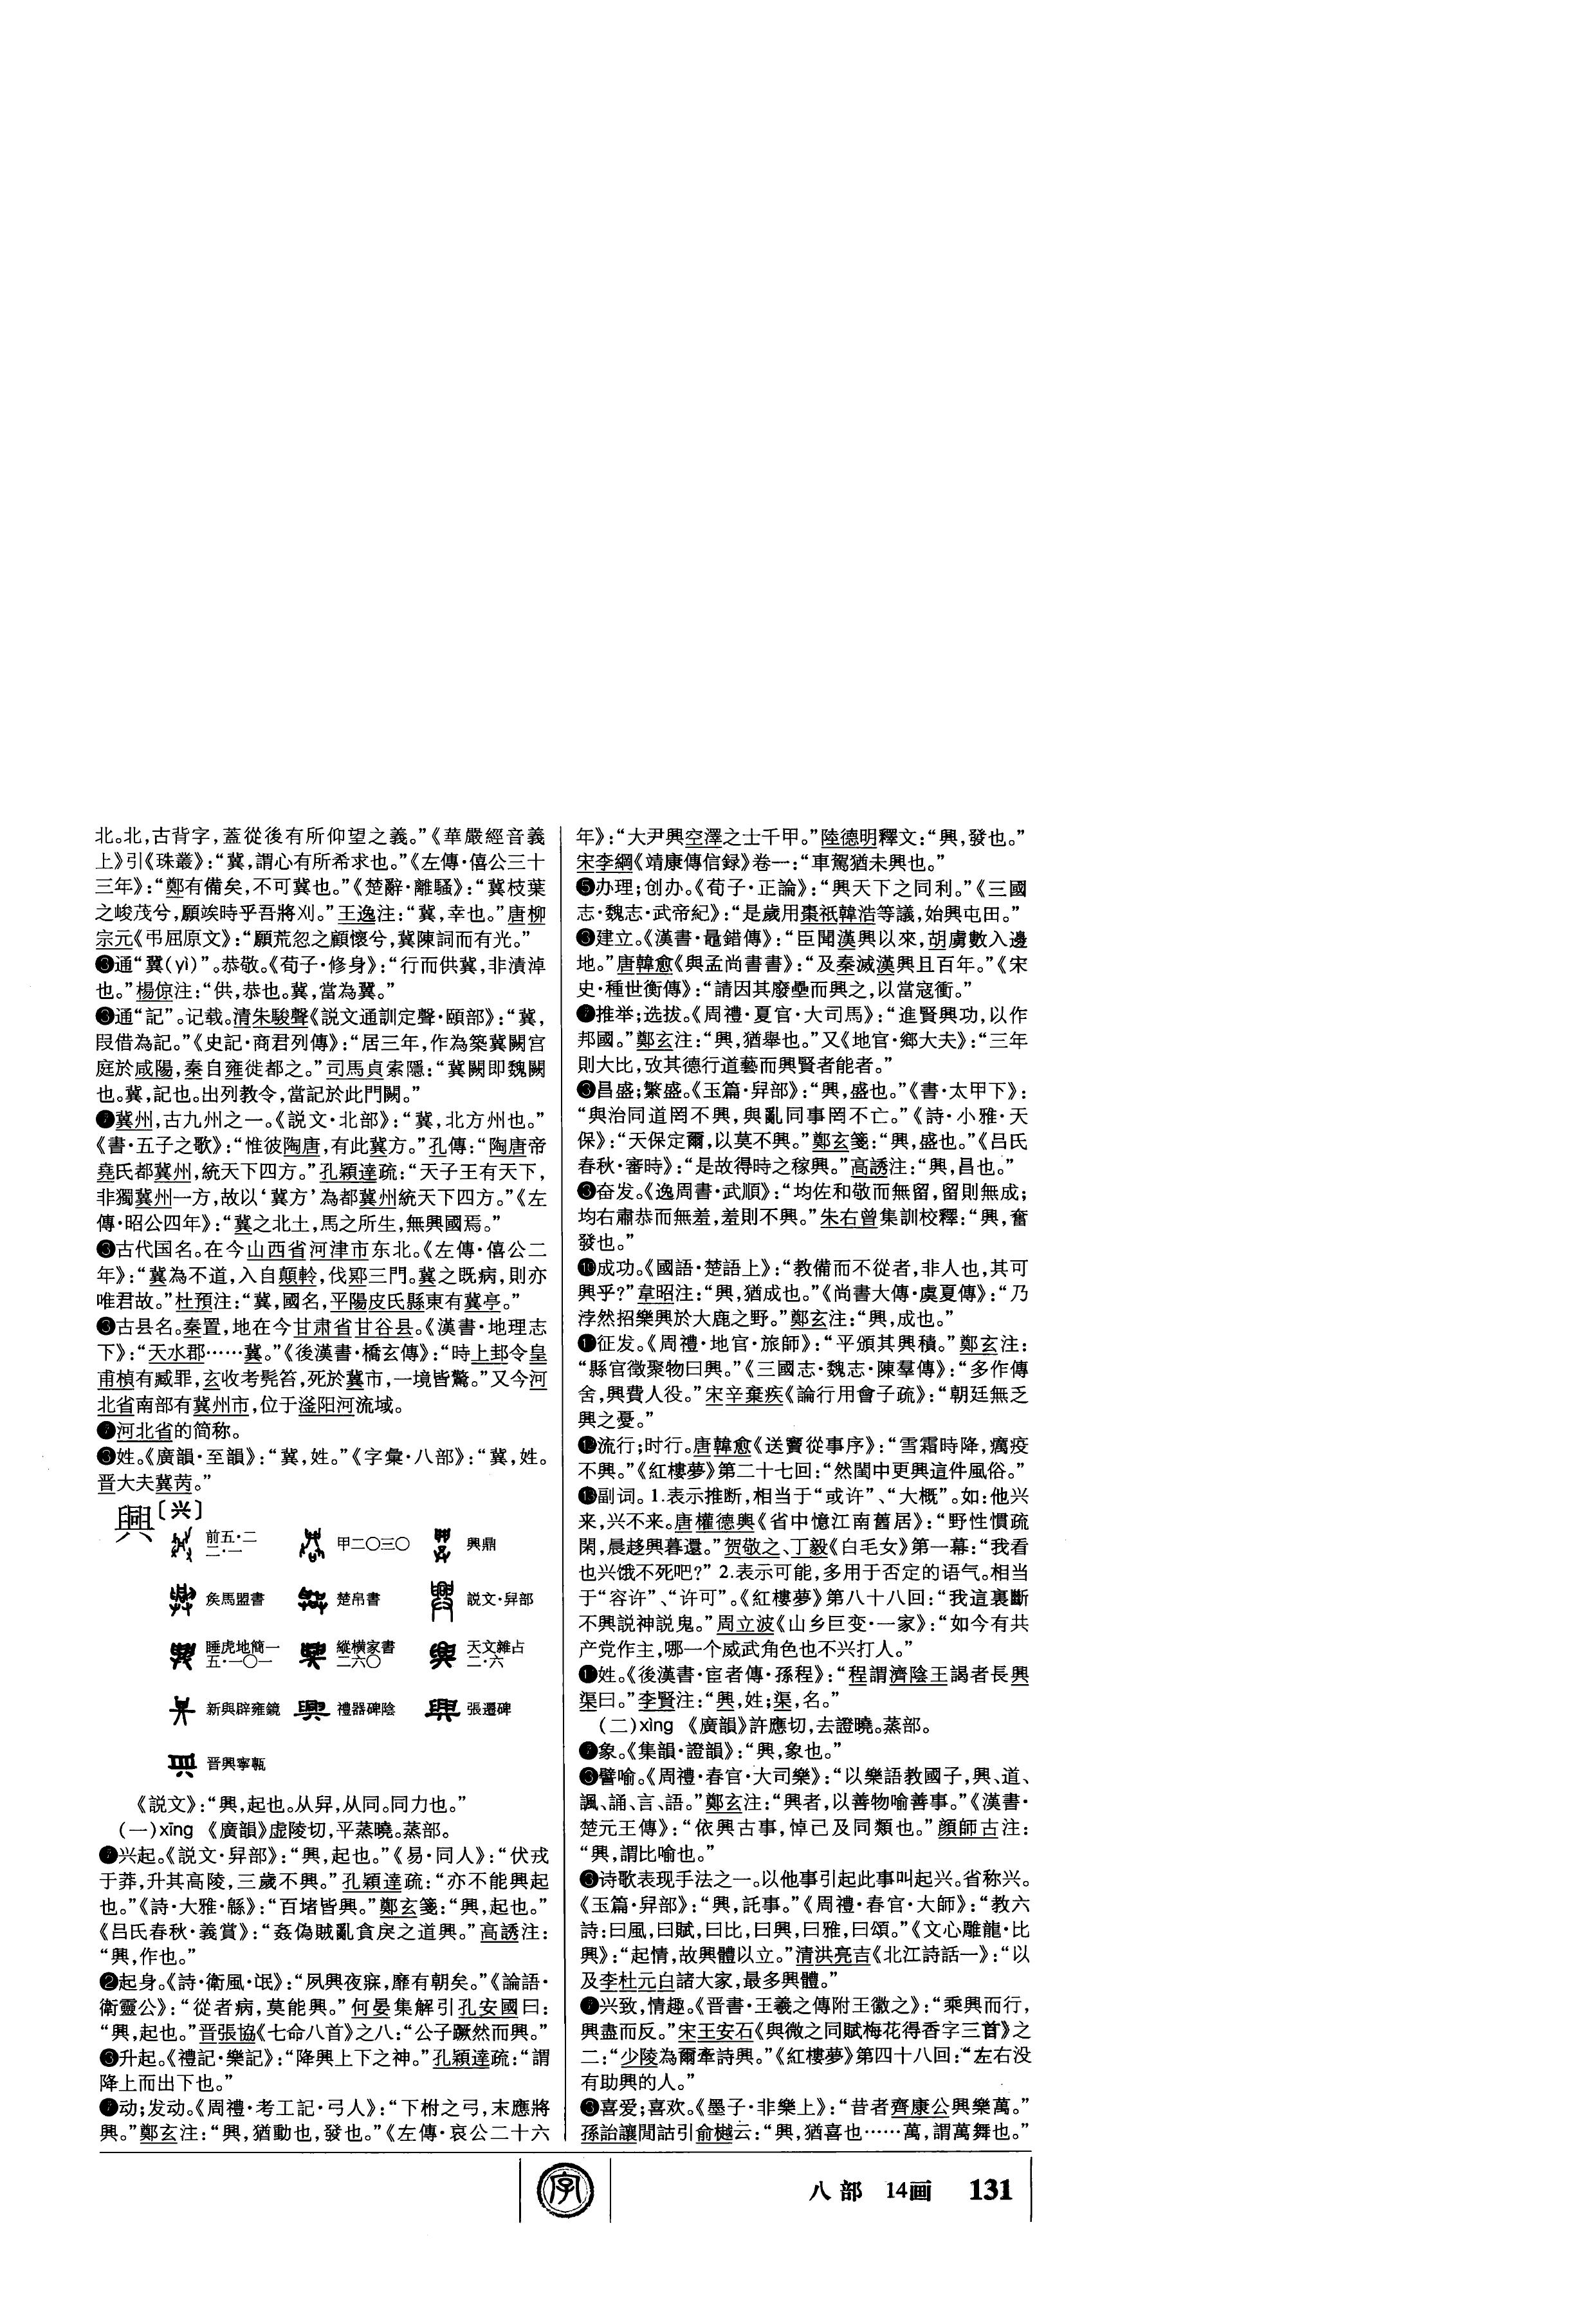 北。北，古背字，蓋從後有所仰望之義。”《華嚴經音義
上》引《珠叢》：“冀，謂心有所希求也。”《左傳·僖公三十
三年》：“鄭有備矣，不可冀也。”《楚辭·離騷》：“冀枝葉
之峻茂兮，願竢時乎吾將刈。”王逸注：“冀，幸也。”唐柳
宗元《弔屈原文》：“願荒忽之顧懷兮，冀陳詞而有光。”
❸通“翼(yì)”。恭敬。《荀子·修身》：“行而供冀，非漬淖
也。”楊倞注：“供，恭也。冀，當為翼。”
❸通“記”。记载。清朱駿聲《説文通訓定聲·頤部》：“冀，
叚借為記。”《史記·商君列傳》：“居三年，作為築冀闕宫
庭於咸陽，秦自雍徙都之。”司馬貞索隱：“冀闕即魏闕
也。冀，記也。出列教令，當記於此門闕。”
冀州，古九州之一。《説文·北部》：“冀，北方州也。”
《書·五子之歌》：“惟彼陶唐，有此冀方。”孔傳：“陶唐帝
堯氏都冀州，統天下四方。”孔穎達疏：“天子王有天下，
非獨冀州一方，故以‘冀方’為都冀州統天下四方。”《左
傳·昭公四年》：“冀之北土，馬之所生，無興國焉。”
❸古代国名。在今山西省河津市东北。《左傳·僖公二
年》：“冀為不道，入自顛軨，伐鄍三門。冀之既病，則亦
唯君故。”杜預注：“冀，國名，平陽皮氏縣東有冀亭。”
❸古县名。秦置，地在今甘肃省甘谷县。《漢書·地理志
下》：“天水郡……冀。”《後漢書·橋玄傳》：“時上邽令皇
甫楨有臧罪，玄收考髡笞，死於冀市，一境皆驚。”又今河
北省南部有冀州市，位于滏阳河流域。
河北省的简称。
❸姓。《廣韻·至韻》：“冀，姓。”《字彙·八部》：“冀，姓。
晋大夫冀芮。”
興〔兴〕
前五·二二·一 甲二〇三〇 興鼎
矦馬盟書 楚帛書 説文·舁部
睡虎地簡一五·一〇一 縱横家書二六〇 天文雜占二·六
新興辟雍鏡 禮器碑陰 張遷碑
晋興寧甎
《説文》：“興，起也。从舁，从同。同力也。”
(一)xīng 《廣韻》虚陵切，平蒸曉。蒸部。
兴起。《説文·舁部》：“興，起也。”《易·同人》：“伏戎
于莽，升其高陵，三歲不興。”孔穎達疏：“亦不能興起
也。”《詩·大雅·緜》：“百堵皆興。”鄭玄箋：“興，起也。”
《吕氏春秋·義賞》：“姦偽賊亂貪戾之道興。”高誘注：
“興，作也。”
❷起身。《詩·衛風·氓》：“夙興夜寐，靡有朝矣。”《論語·
衛靈公》：“從者病，莫能興。”何晏集解引孔安國曰：
“興，起也。”晋張協《七命八首》之八：“公子蹶然而興。”
❸升起。《禮記·樂記》：“降興上下之神。”孔穎達疏：“謂
降上而出下也。”
动；发动。《周禮·考工記·弓人》：“下柎之弓，末應將
興。”鄭玄注：“興，猶動也，發也。”《左傳·哀公二十六
年》：“大尹興空澤之士千甲。”陸德明釋文：“興，發也。”
宋李綱《靖康傳信録》卷一：“車駕猶未興也。”
❺办理；创办。《荀子·正論》：“興天下之同利。”《三國
志·魏志·武帝紀》：“是歲用棗祇韓浩等議，始興屯田。”
❸建立。《漢書·鼂錯傳》：“臣聞漢興以來，胡虜數入邊
地。”唐韓愈《與孟尚書書》：“及秦滅漢興且百年。”《宋
史·種世衡傳》：“請因其廢壘而興之，以當寇衝。”
推举；选拔。《周禮·夏官·大司馬》：“進賢興功，以作
邦國。”鄭玄注：“興，猶舉也。”又《地官·鄉大夫》：“三年
則大比，攷其德行道藝而興賢者能者。”
❸昌盛；繁盛。《玉篇·舁部》：“興，盛也。”《書·太甲下》：
“與治同道罔不興，與亂同事罔不亡。”《詩·小雅·天
保》：“天保定爾，以莫不興。”鄭玄箋：“興，盛也。”《吕氏
春秋·審時》：“是故得時之稼興。”高誘注：“興，昌也。”
❸奋发。《逸周書·武順》：“均佐和敬而無留，留則無成；
均右肅恭而無羞，羞則不興。”朱右曾集訓校釋：“興，奮
發也。”
❿成功。《國語·楚語上》：“教備而不從者，非人也，其可
興乎？”韋昭注：“興，猶成也。”《尚書大傳·虞夏傳》：“乃
浡然招樂興於大鹿之野。”鄭玄注：“興，成也。”
征发。《周禮·地官·旅師》：“平頒其興積。”鄭玄注：
“縣官徵聚物曰興。”《三國志·魏志·陳羣傳》：“多作傳
舍，興費人役。”宋辛棄疾《論行用會子疏》：“朝廷無乏
興之憂。”
⓬流行；时行。唐韓愈《送竇從事序》：“雪霜時降，癘疫
不興。”《紅樓夢》第二十七回：“然閨中更興這件風俗。”
⓭副词。1.表示推断，相当于“或许”、“大概”。如：他兴
来，兴不来。唐權德輿《省中憶江南舊居》：“野性慣疏
閑，晨趍興暮還。”贺敬之、丁毅《白毛女》第一幕：“我看
也兴饿不死吧？” 2.表示可能，多用于否定的语气。相当
于“容许”、“许可”。《紅樓夢》第八十八回：“我這裏斷
不興説神説鬼。”周立波《山乡巨变·一家》：“如今有共
产党作主，哪一个威武角色也不兴打人。”
姓。《後漢書·宦者傳·孫程》：“程謂濟陰王謁者長興
渠曰。”李賢注：“興，姓；渠，名。”
(二)xìng 《廣韻》許應切，去證曉。蒸部。
象。《集韻·證韻》：“興，象也。”
❸譬喻。《周禮·春官·大司樂》：“以樂語教國子，興、道、
諷、誦、言、語。”鄭玄注：“興者，以善物喻善事。”《漢書·
楚元王傳》：“依興古事，悼己及同類也。”顔師古注：
“興，謂比喻也。”
❸诗歌表现手法之一。以他事引起此事叫起兴。省称兴。
《玉篇·舁部》：“興，託事。”《周禮·春官·大師》：“教六
詩：曰風，曰賦，曰比，曰興，曰雅，曰頌。”《文心雕龍·比
興》：“起情，故興體以立。”清洪亮吉《北江詩話一》：“以
及李杜元白諸大家，最多興體。”
兴致，情趣。《晋書·王羲之傳附王徽之》：“乘興而行，
興盡而反。”宋王安石《與微之同賦梅花得香字三首》之
二：“少陵為爾牽詩興。”《紅樓夢》第四十八回：“左右没
有助興的人。”
❸喜爱；喜欢。《墨子·非樂上》：“昔者齊康公興樂萬。”
孫詒讓閒詁引俞樾云：“興，猶喜也……萬，謂萬舞也。”
字
八部 14画 131